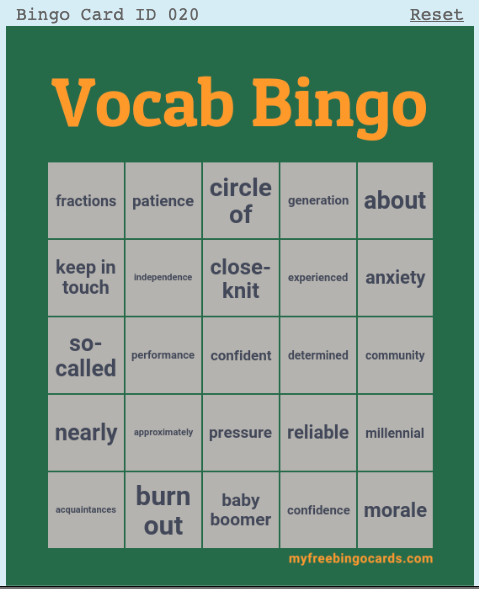 Bingo Card ID 020 Reset
Vocab Bingo
fractions patience circle of generation about
keep in touch independence close-knit experienced anxiety
so-called performance confident determined community
nearly approximately pressure reliable millennial
acquaintances burn out baby boomer confidence morale
myfreebingocards.com